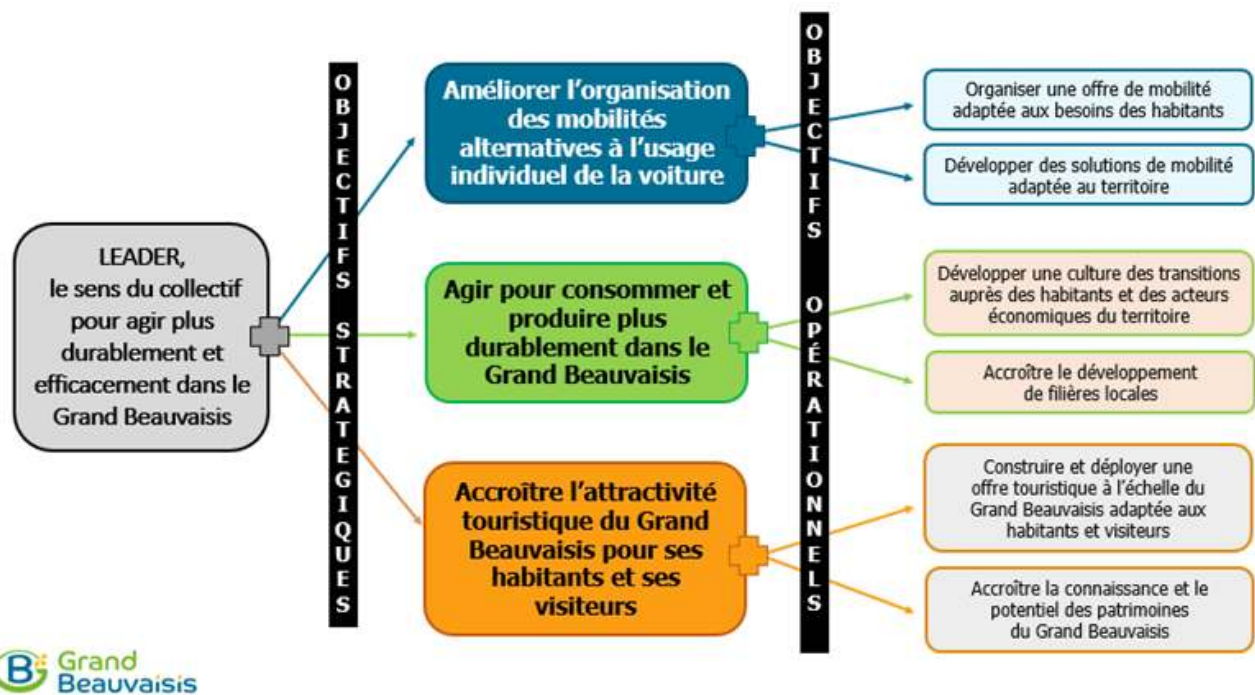 LEADER,
le sens du collectif
pour agir plus
durablement et
efficacement dans le
Grand Beauvaisis
OBJECTIFS STRATEGIQUES
Améliorer l'organisation
des mobilités
alternatives à l'usage
individuel de la voiture
Agir pour consommer et
produire plus
durablement dans le
Grand Beauvaisis
Accroître l'attractivité
touristique du Grand
Beauvaisis pour ses
habitants et ses
visiteurs
OBJECTIFS OPÉRATIONNELS
Organiser une offre de mobilité
adaptée aux besoins des habitants
Développer des solutions de mobilité
adaptée au territoire
Développer une culture des transitions
auprès des habitants et des acteurs
économiques du territoire
Accroître le développement
de filières locales
Construire et déployer une
offre touristique à l'échelle du
Grand Beauvaisis adaptée aux
habitants et visiteurs
Accroître la connaissance et le
potentiel des patrimoines
du Grand Beauvaisis
B
Grand
Beauvaisis